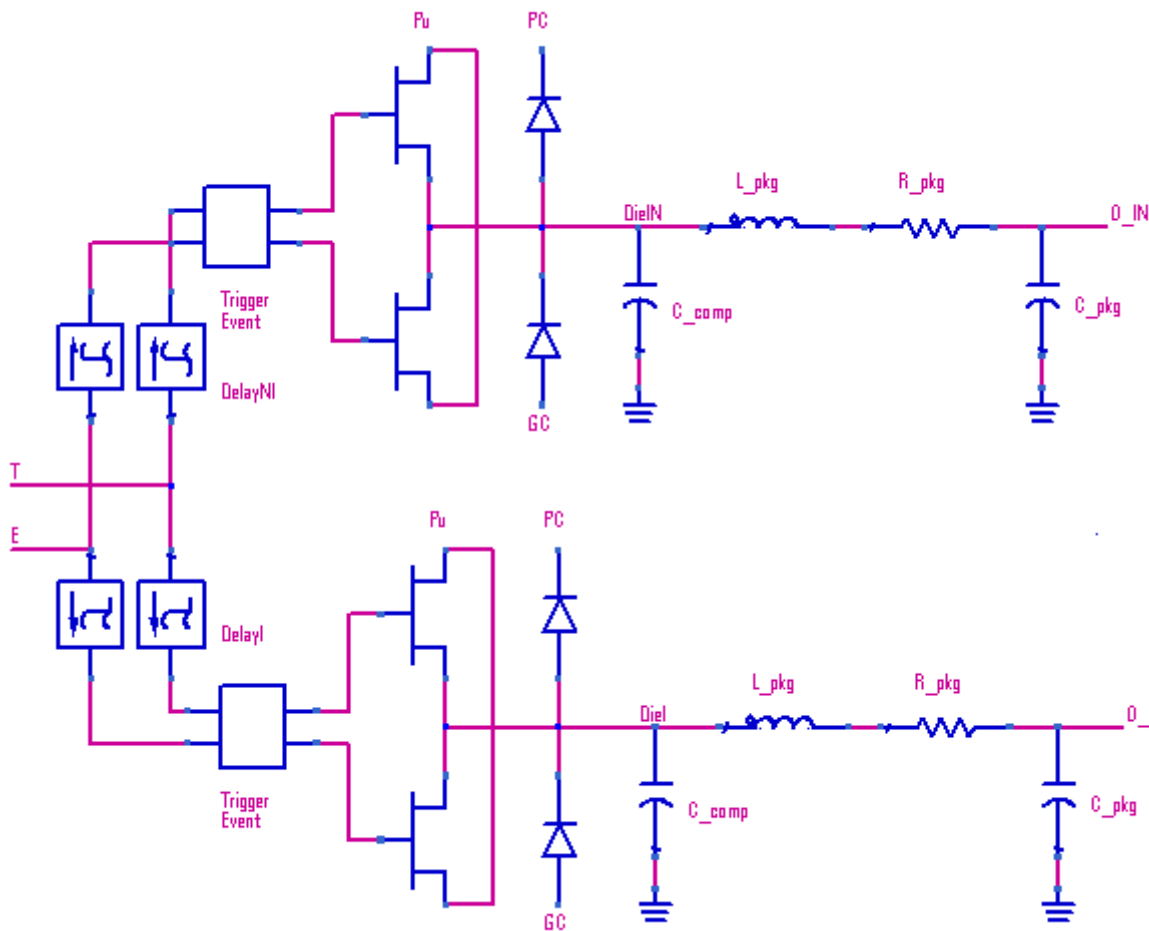 Pu
PC
L_pkg
R_pkg
DieIN
O_IN
C_comp
C_pkg
Trigger
Event
DelayNI
GC
T
E
Pu
PC
DelayI
L_pkg
R_pkg
DieI
O_
C_comp
C_pkg
Trigger
Event
GC